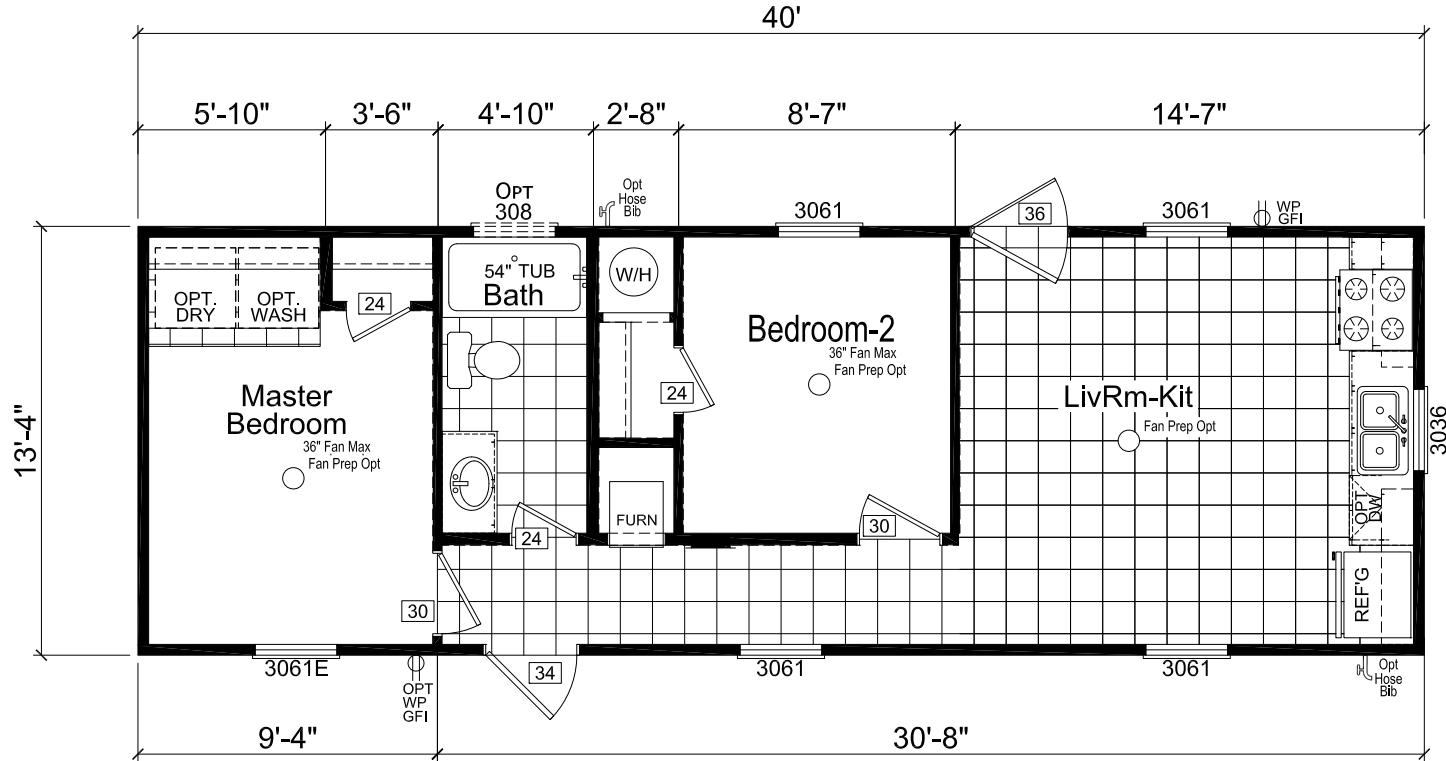 40'
5'-10"
3'-6"
4'-10"
2'-8"
8'-7"
14'-7"
OPT
308
Opt
Hose
Bib
3061
36
3061
WP
GFI
OPT.
DRY
OPT.
WASH
24
54" TUB
Bath
W/H
Bedroom-2
36" Fan Max
Fan Prep Opt
24
Master
Bedroom
36" Fan Max
Fan Prep Opt
LivRm-Kit
Fan Prep Opt
3036
13'-4"
OPT
DW
FURN
24
30
30
REF'G
3061E
OPT
WP
GFI
34
3061
3061
Opt
Hose
Bib
9'-4"
30'-8"